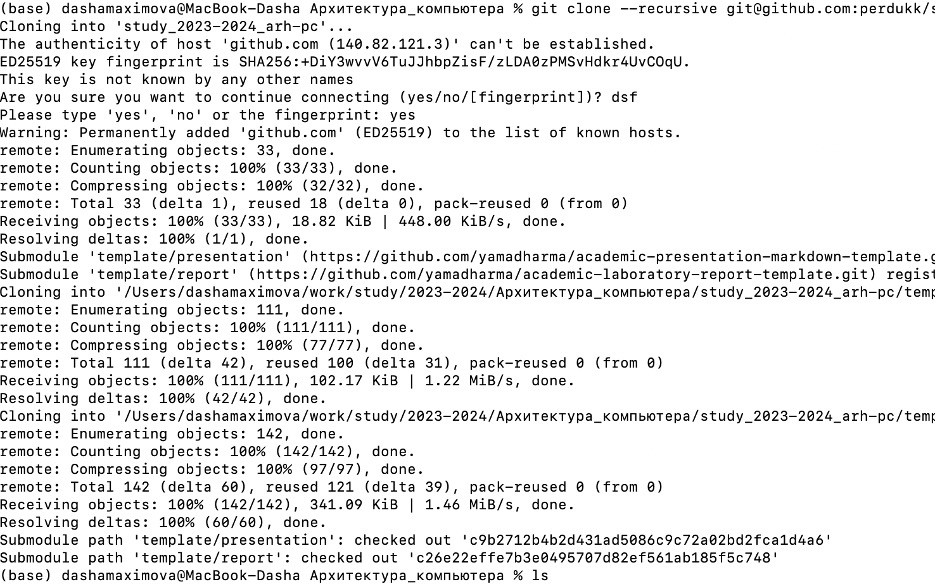 (base) dashamaximova@MacBook-Dasha Архитектура_компьютера % git clone --recursive git@github.com:perdukk/s
Cloning into 'study_2023-2024_arh-pc'...
The authenticity of host 'github.com (140.82.121.3)' can't be established.
ED25519 key fingerprint is SHA256:+DiY3wvvV6TuJJhbpZisF/zLDA0zPMSvHdkr4UvCOqU.
This key is not known by any other names
Are you sure you want to continue connecting (yes/no/[fingerprint])? dsf
Please type 'yes', 'no' or the fingerprint: yes
Warning: Permanently added 'github.com' (ED25519) to the list of known hosts.
remote: Enumerating objects: 33, done.
remote: Counting objects: 100% (33/33), done.
remote: Compressing objects: 100% (32/32), done.
remote: Total 33 (delta 1), reused 18 (delta 0), pack-reused 0 (from 0)
Receiving objects: 100% (33/33), 18.82 KiB | 448.00 KiB/s, done.
Resolving deltas: 100% (1/1), done.
Submodule 'template/presentation' (https://github.com/yamadharma/academic-presentation-markdown-template.g
Submodule 'template/report' (https://github.com/yamadharma/academic-laboratory-report-template.git) regist
Cloning into '/Users/dashamaximova/work/study/2023-2024/Архитектура_компьютера/study_2023-2024_arh-pc/temp
remote: Enumerating objects: 111, done.
remote: Counting objects: 100% (111/111), done.
remote: Compressing objects: 100% (77/77), done.
remote: Total 111 (delta 42), reused 100 (delta 31), pack-reused 0 (from 0)
Receiving objects: 100% (111/111), 102.17 KiB | 1.22 MiB/s, done.
Resolving deltas: 100% (42/42), done.
Cloning into '/Users/dashamaximova/work/study/2023-2024/Архитектура_компьютера/study_2023-2024_arh-pc/temp
remote: Enumerating objects: 142, done.
remote: Counting objects: 100% (142/142), done.
remote: Compressing objects: 100% (97/97), done.
remote: Total 142 (delta 60), reused 121 (delta 39), pack-reused 0 (from 0)
Receiving objects: 100% (142/142), 341.09 KiB | 1.46 MiB/s, done.
Resolving deltas: 100% (60/60), done.
Submodule path 'template/presentation': checked out 'c9b2712b4b2d431ad5086c9c72a02bd2fca1d4a6'
Submodule path 'template/report': checked out 'c26e22effe7b3e0495707d82ef561ab185f5c748'
(base) dashamaximova@MacBook-Dasha Архитектура_компьютера % ls